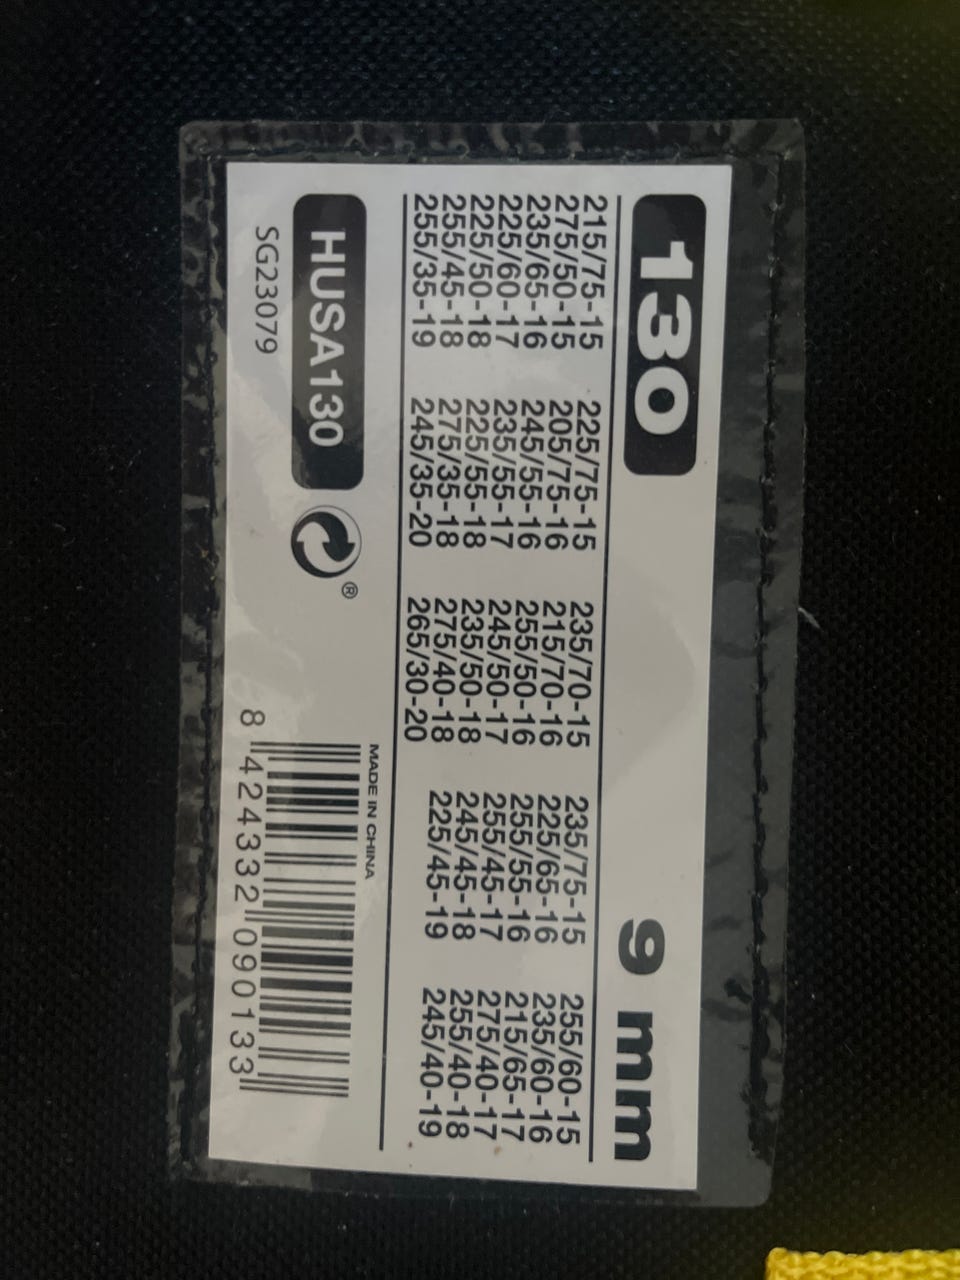 130 9 mm
215/75-15 225/75-15 235/70-15 235/75-15 255/60-15
275/50-15 205/75-16 215/70-16 225/65-16 235/60-16
235/65-16 245/55-16 255/50-16 255/55-16 215/65-17
225/60-17 235/55-17 245/50-17 255/45-17 275/40-17
225/50-18 225/55-18 235/50-18 245/45-18 255/40-18
255/45-18 275/35-18 275/40-18 225/45-19 245/40-19
255/35-19 245/35-20 265/30-20
MADE IN CHINA
HUSA130 ®
SG23079
8 424332 090133